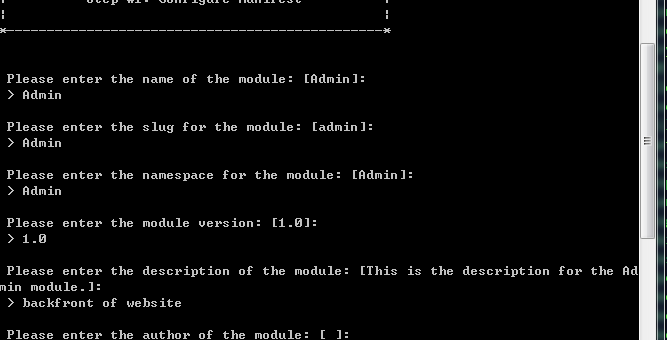 Step #1: Configure Manifest
Please enter the name of the module: [Admin]:
> Admin
Please enter the slug for the module: [admin]:
> Admin
Please enter the namespace for the module: [Admin]:
> Admin
Please enter the module version: [1.0]:
> 1.0
Please enter the description of the module: [This is the description for the Ad
min module.]:
> backfront of website
Please enter the author of the module: [ ]: